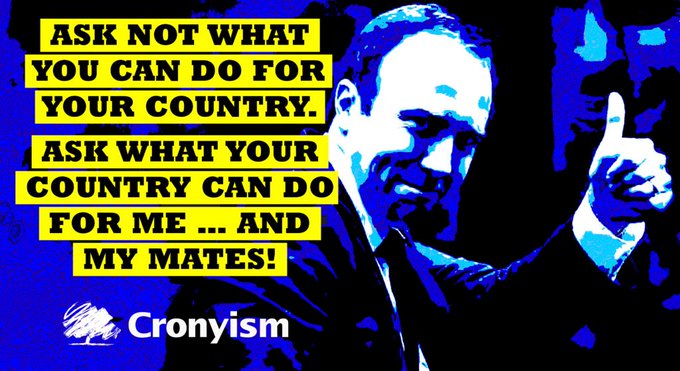 ASK NOT WHAT
YOU CAN DO FOR
YOUR COUNTRY.
ASK WHAT YOUR
COUNTRY CAN DO
FOR ME ... AND
MY MATES!
Cronyism